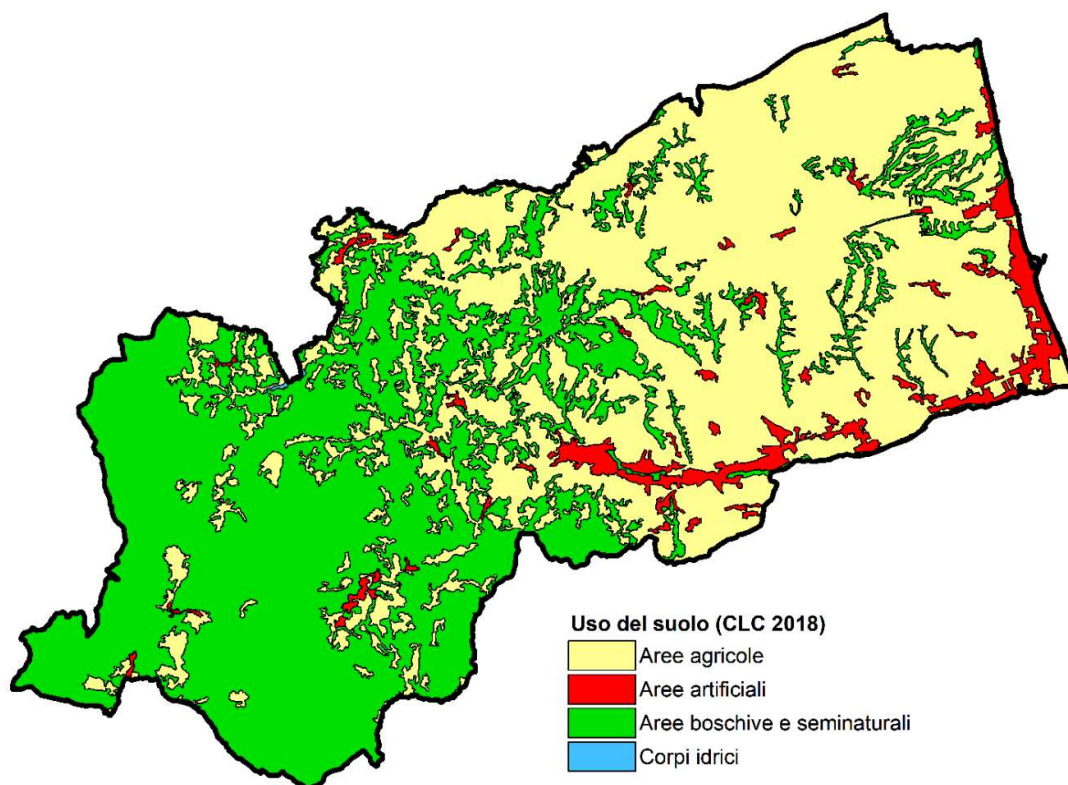 Uso del suolo (CLC 2018)
Aree agricole
Aree artificiali
Aree boschive e seminaturali
Corpi idrici